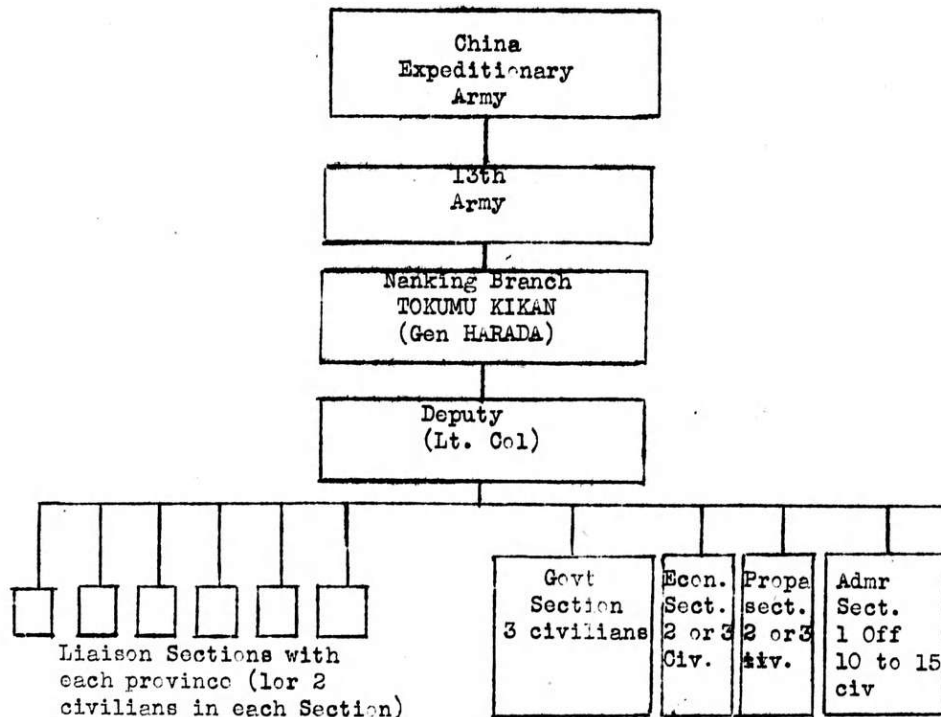 China
Expeditionary
Army
13th
Army
Nanking Branch
TOKUMU KIKAN
(Gen HARADA)
Deputy
(Lt. Col)
Liaison Sections with
each province (1or 2
civilians in each Section)
Govt
Section
3 civilians
Econ.
Sect.
2 or 3
Civ.
Propa
sect.
2 or 3
civ.
Admr
Sect.
1 Off
10 to 15
civ